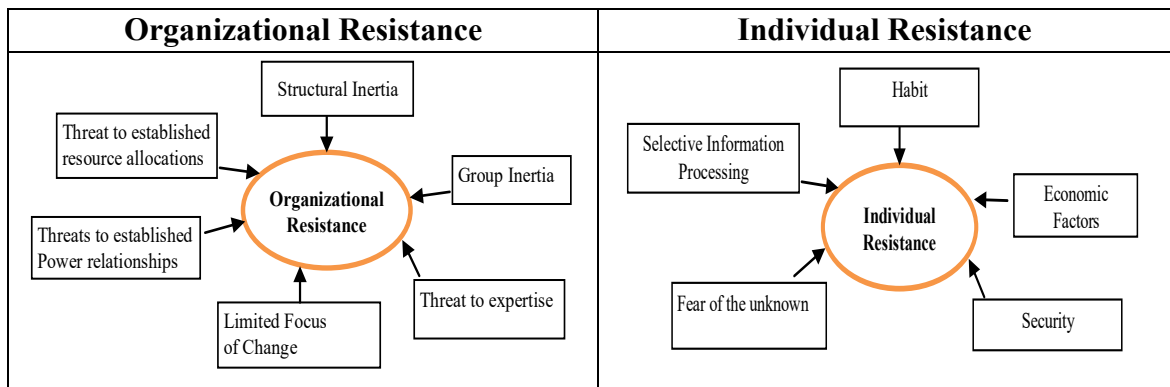 Organizational Resistance
Structural Inertia
Threat to established
resource allocations
Group Inertia
Organizational
Resistance
Threats to established
Power relationships
Threat to expertise
Limited Focus
of Change
Individual Resistance
Habit
Selective Information
Processing
Economic
Factors
Individual
Resistance
Fear of the unknown
Security